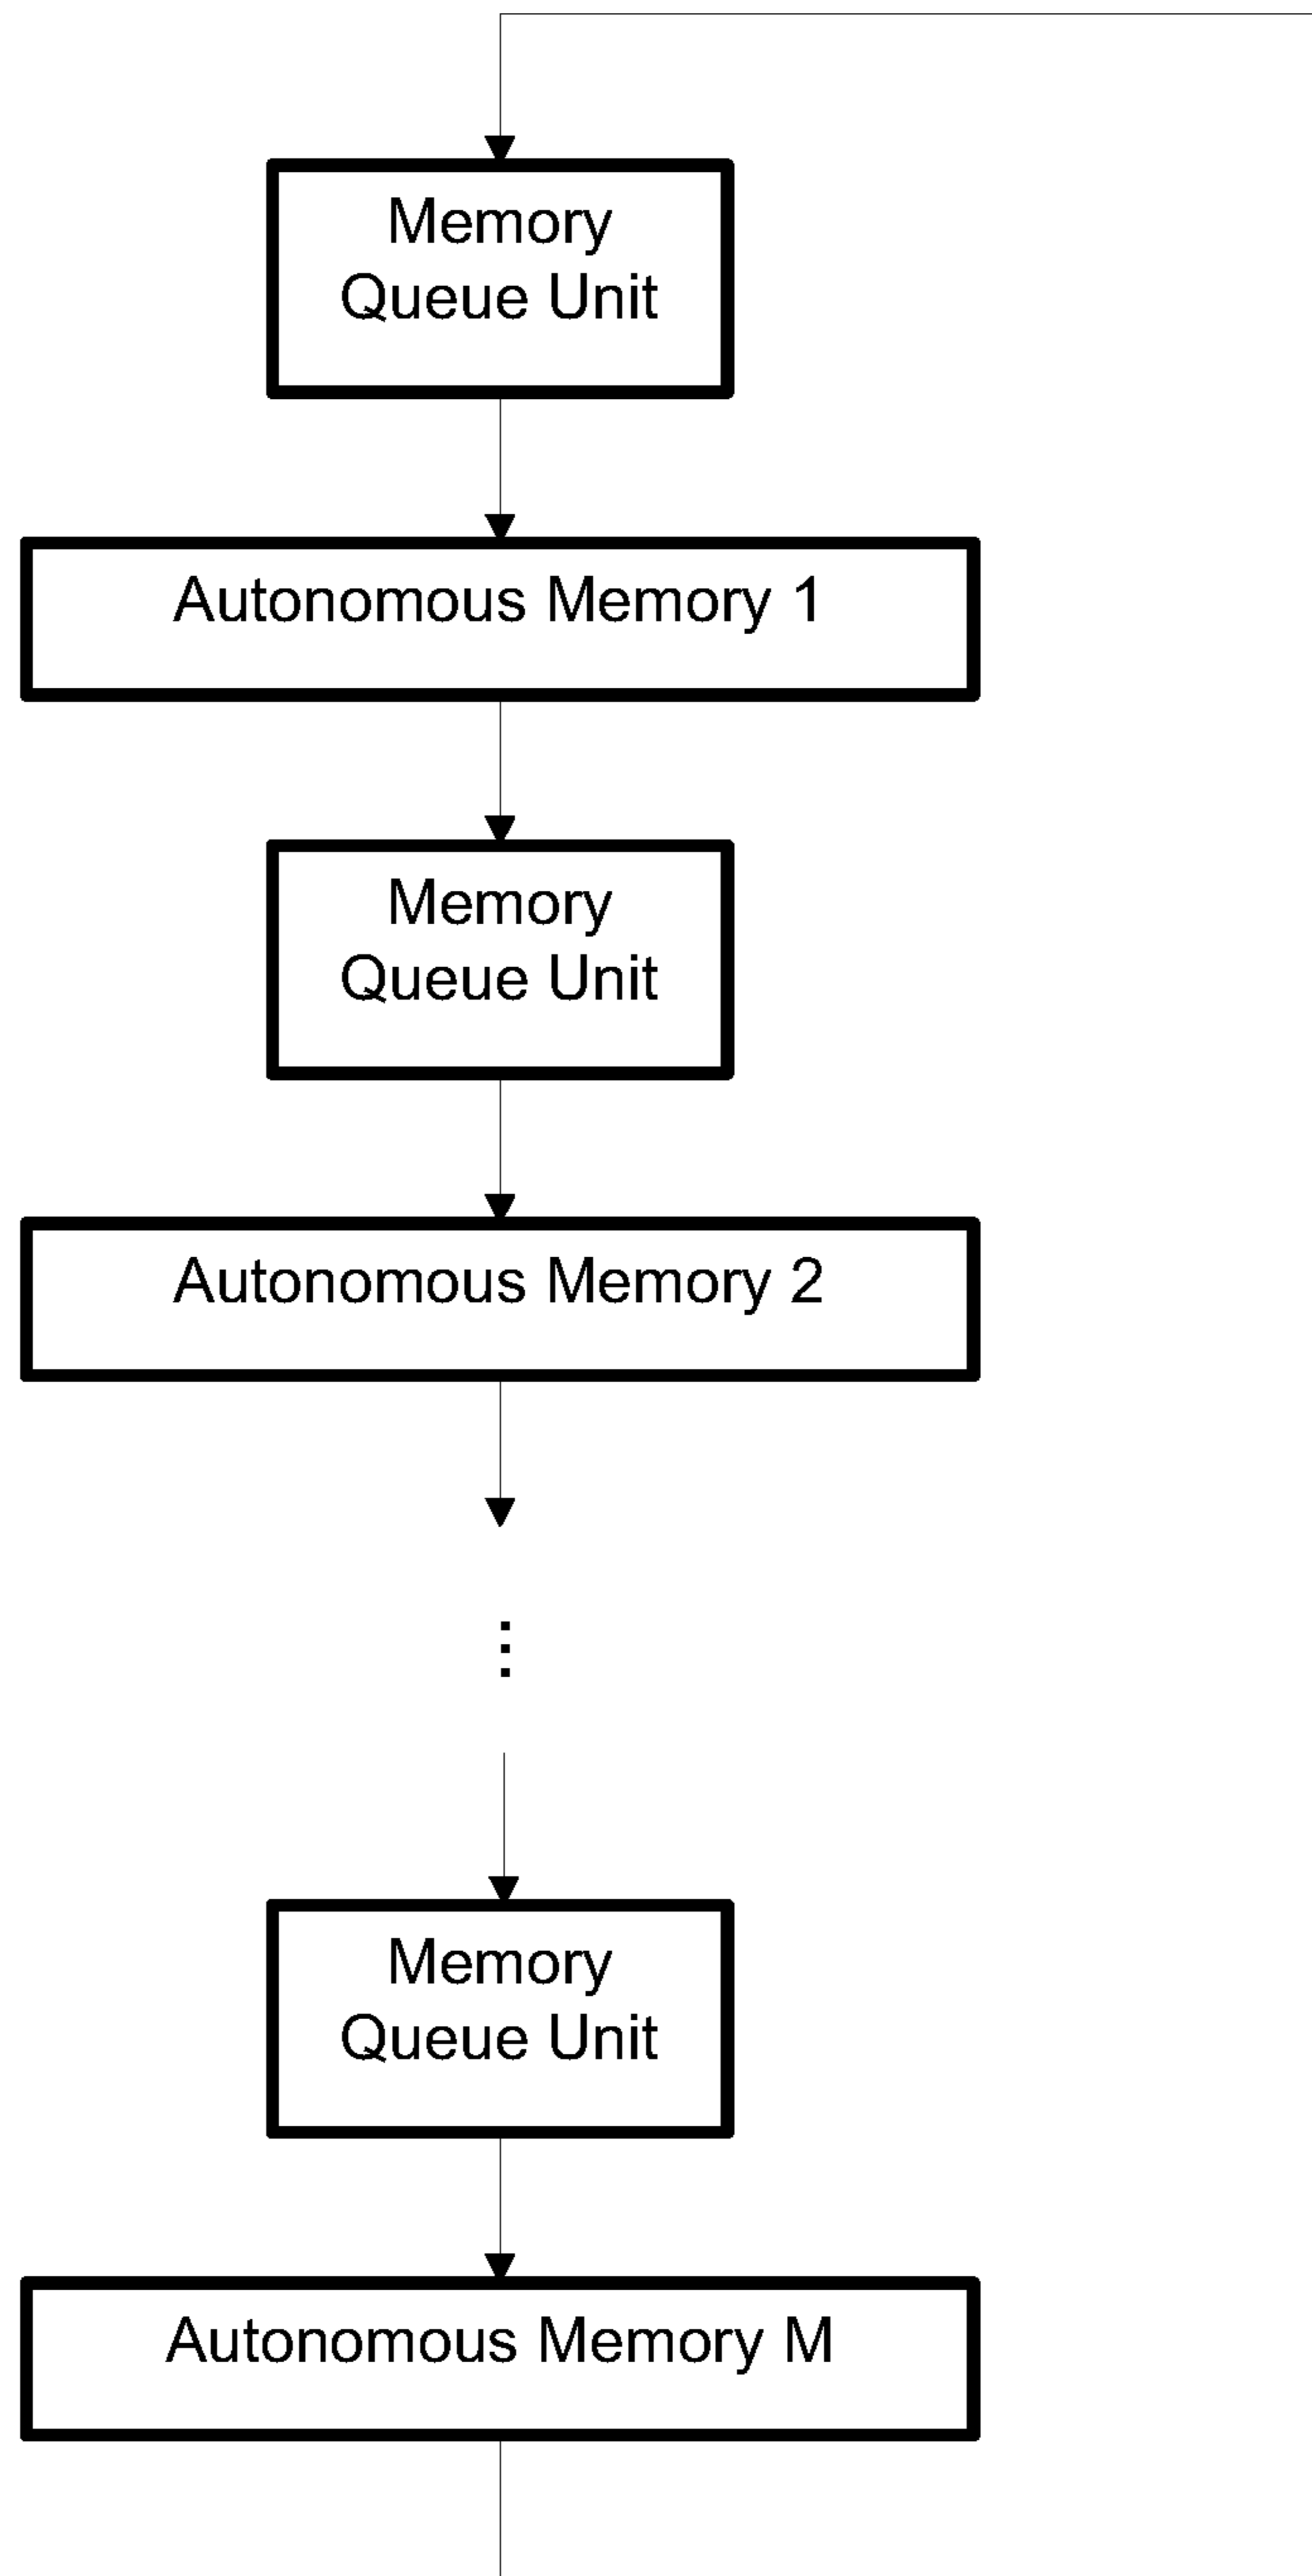 Memory
Queue Unit
Autonomous Memory 1
Memory
Queue Unit
Autonomous Memory 2
⋮
Memory
Queue Unit
Autonomous Memory M